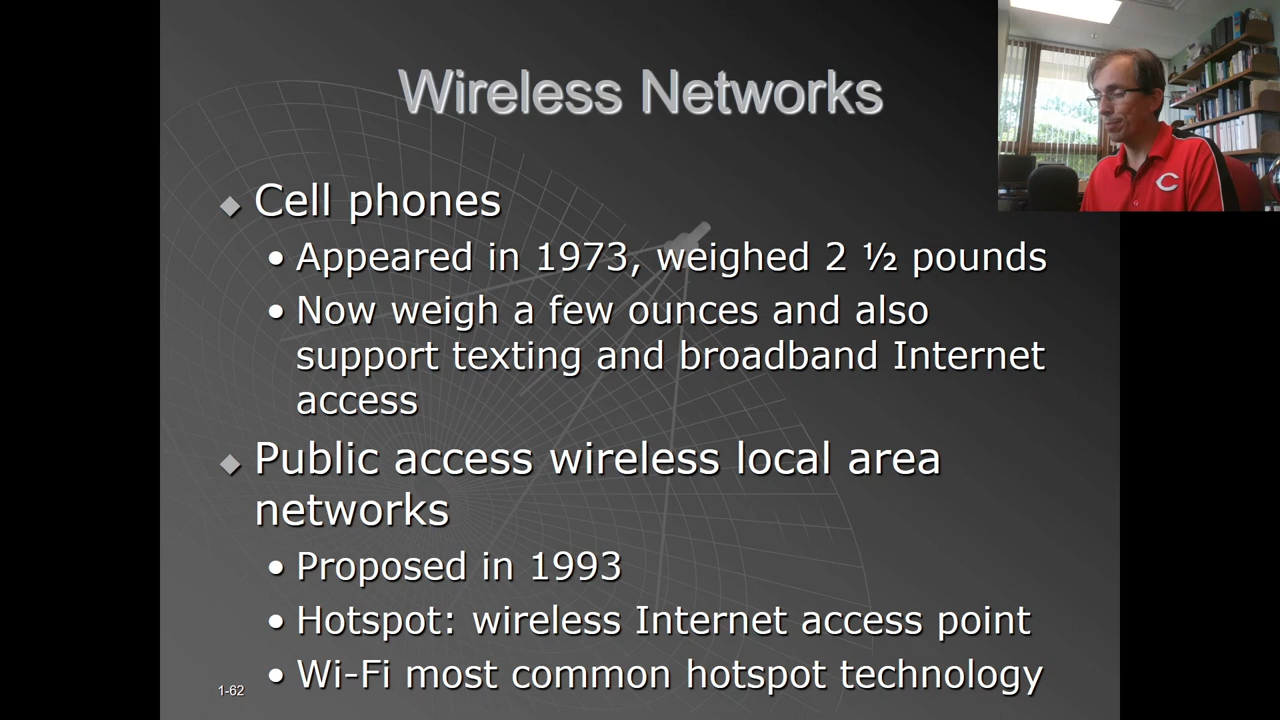 Wireless Networks
Cell phones
Appeared in 1973, weighed 2 ½ pounds
Now weigh a few ounces and also
support texting and broadband Internet
access
Public access wireless local area
networks
Proposed in 1993
Hotspot: wireless Internet access point
Wi-Fi most common hotspot technology
1-62
C